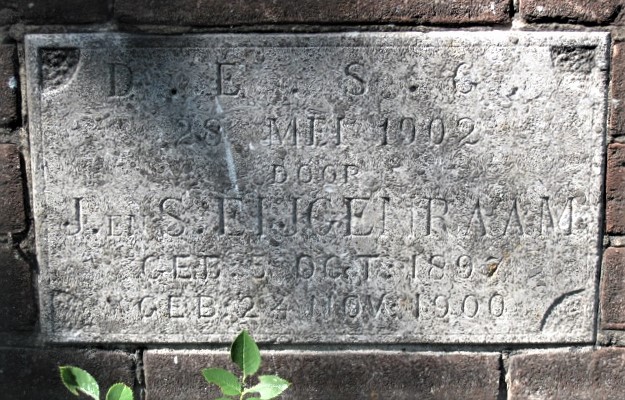 D. E. S. G.
28 MEI 1902
DOOR
J. EN S. EIJGENRAAM
GEB. 5 OCT.
GEB. 24 NOV. 1900